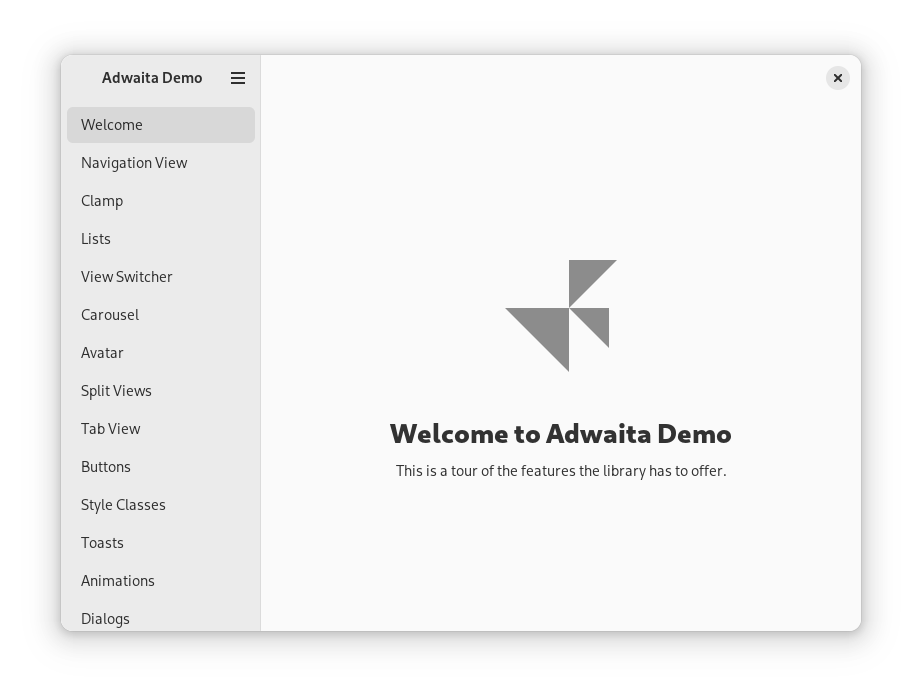 Adwaita Demo
Welcome
Navigation View
Clamp
Lists
View Switcher
Carousel
Avatar
Split Views
Tab View
Buttons
Style Classes
Toasts
Animations
Dialogs
Welcome to Adwaita Demo
This is a tour of the features the library has to offer.